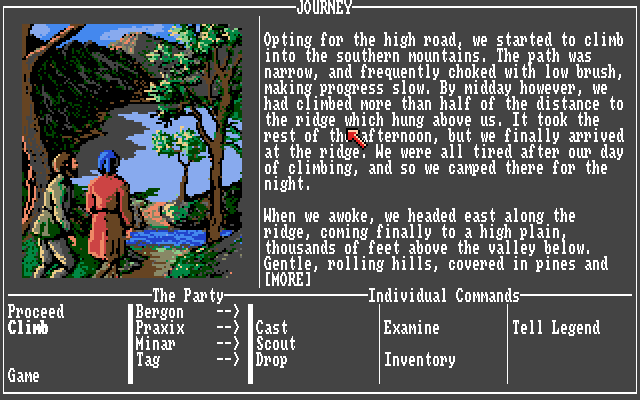 JOURNEY
Opting for the high road, we started to climb
into the southern mountains. The path was
narrow, and frequently choked with low brush,
making progress slow. By midday however, we
had climbed more than half of the distance to
the ridge which hung above us. It took the
rest of the afternoon, but we finally arrived
at the ridge. We were all tired after our day
of climbing, and so we camped there for the
night.
When we awoke, we headed east along the
ridge, coming finally to a high plain,
thousands of feet above the valley below.
Gentle, rolling hills, covered in pines and
[MORE]
The Party Individual Commands
Proceed Bergon -->
Climb Praxix --> Cast Examine Tell Legend
Minar --> Scout
Tag --> Drop Inventory
Game